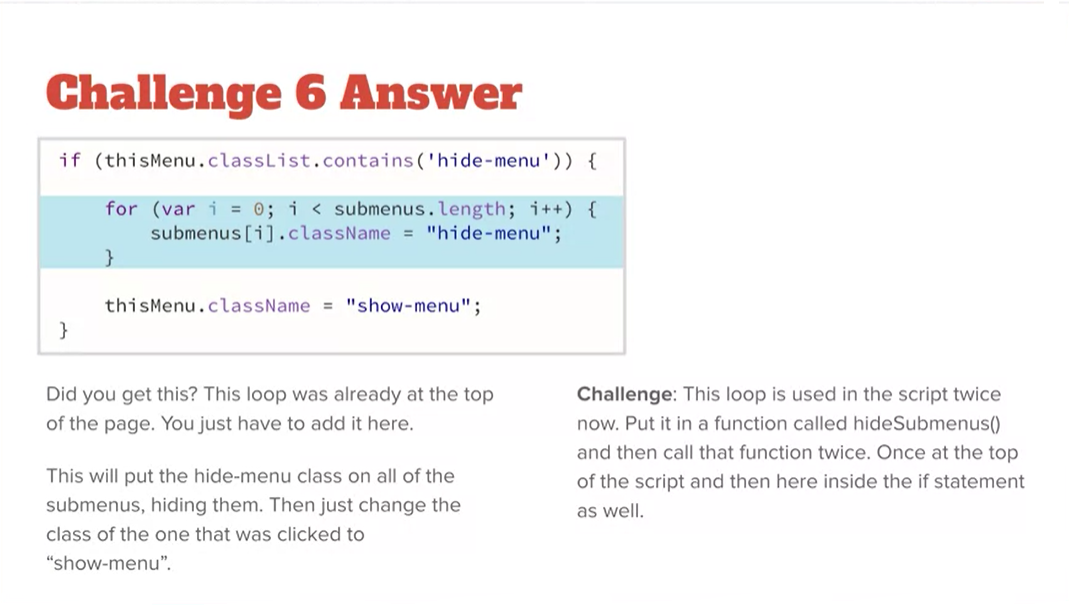 Challenge 6 Answer
if (thisMenu.classList.contains('hide-menu')) {
for (var i = 0; i < submenus.length; i++) {
submenus[i].className = "hide-menu";
}
thisMenu.className = "show-menu";
}
Did you get this? This loop was already at the top
of the page. You just have to add it here.
This will put the hide-menu class on all of the
submenus, hiding them. Then just change the
class of the one that was clicked to
“show-menu”.
Challenge: This loop is used in the script twice
now. Put it in a function called hideSubmenus()
and then call that function twice. Once at the top
of the script and then here inside the if statement
as well.